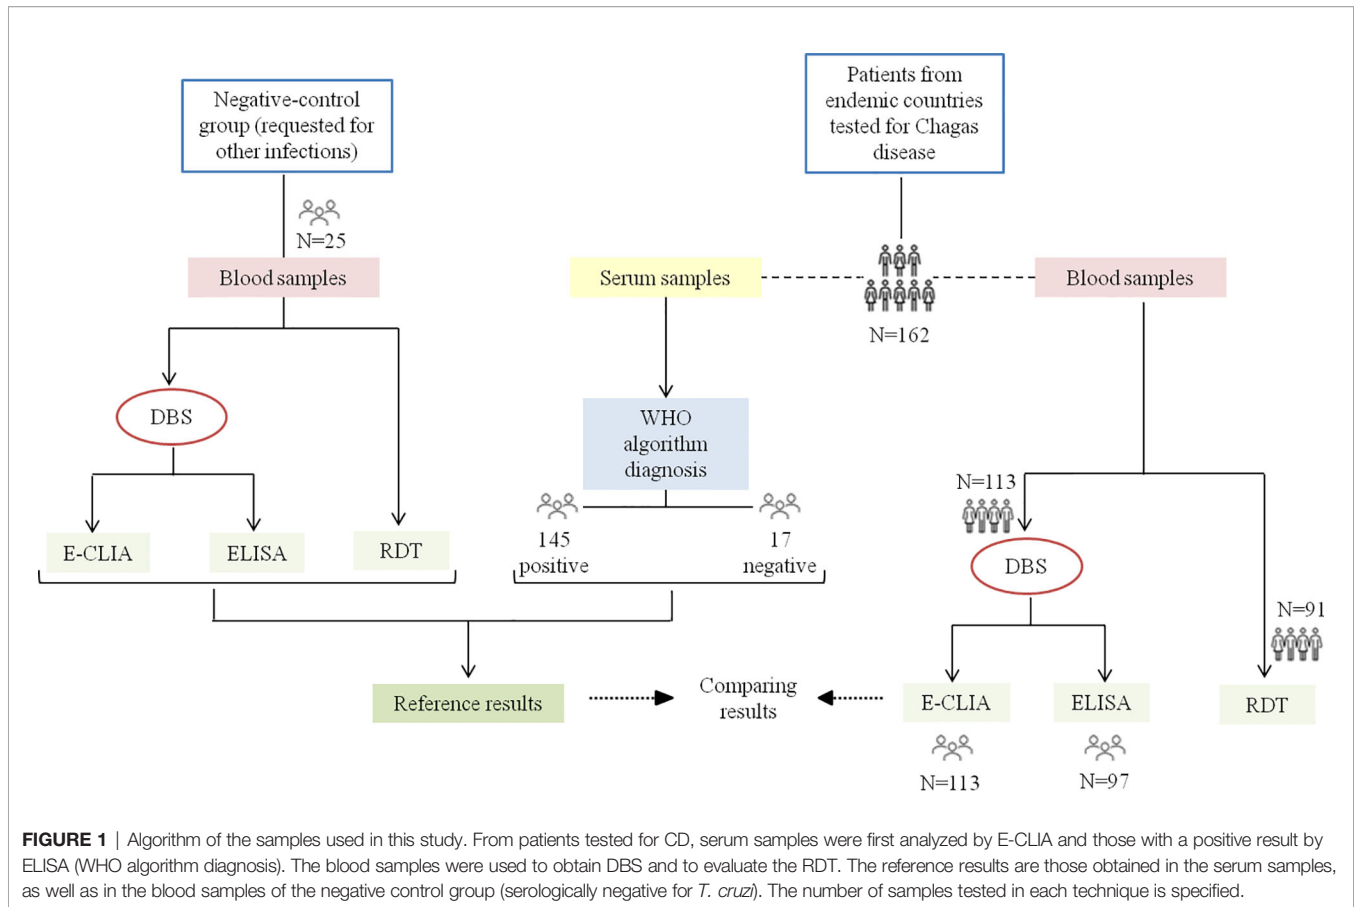 Negative-control
group (requested for
other infections)
N=25
Blood samples
DBS
E-CLIA
ELISA
RDT
Patients from
endemic countries
tested for Chagas
disease
N=162
Serum samples
Blood samples
WHO
algorithm
diagnosis
145
positive
17
negative
N=113
DBS
N=91
E-CLIA
ELISA
RDT
N=113
N=97
Reference results
Comparing
results
FIGURE 1 | Algorithm of the samples used in this study. From patients tested for CD, serum samples were first analyzed by E-CLIA and those with a positive result by
ELISA (WHO algorithm diagnosis). The blood samples were used to obtain DBS and to evaluate the RDT. The reference results are those obtained in the serum samples,
as well as in the blood samples of the negative control group (serologically negative for T. cruzi). The number of samples tested in each technique is specified.